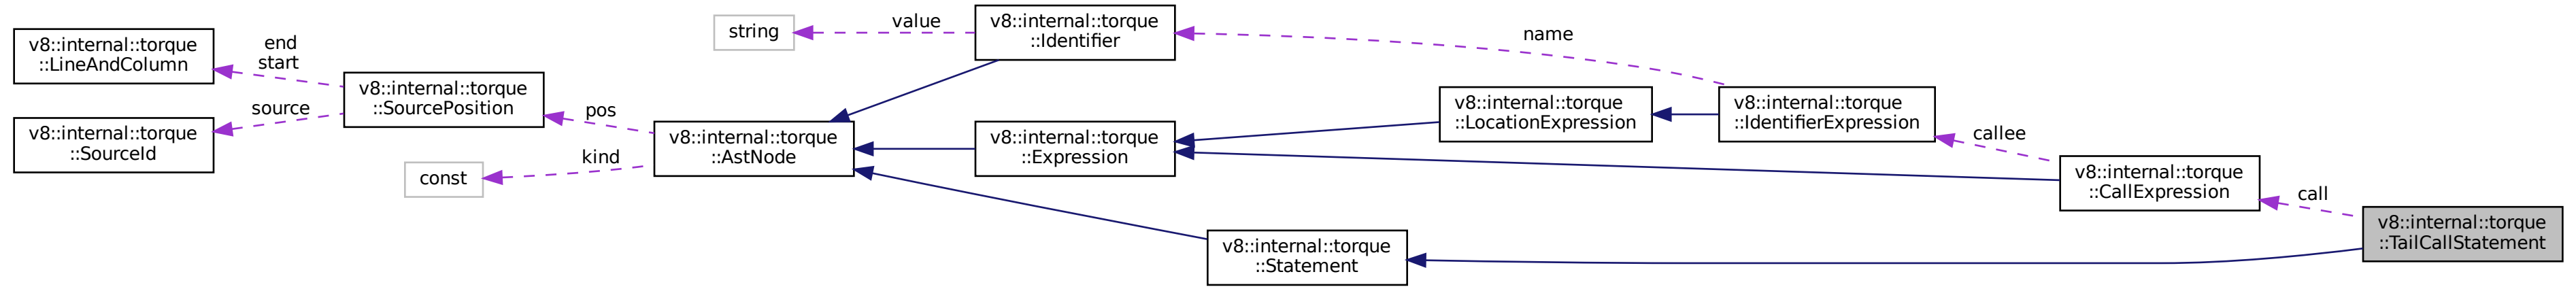 v8::internal::torque
::LineAndColumn
v8::internal::torque
::SourceId
end
start
source
v8::internal::torque
::SourcePosition
pos
const
kind
string
value
v8::internal::torque
::AstNode
v8::internal::torque
::Identifier
v8::internal::torque
::Expression
v8::internal::torque
::Statement
name
v8::internal::torque
::LocationExpression
v8::internal::torque
::IdentifierExpression
callee
v8::internal::torque
::CallExpression
call
v8::internal::torque
::TailCallStatement